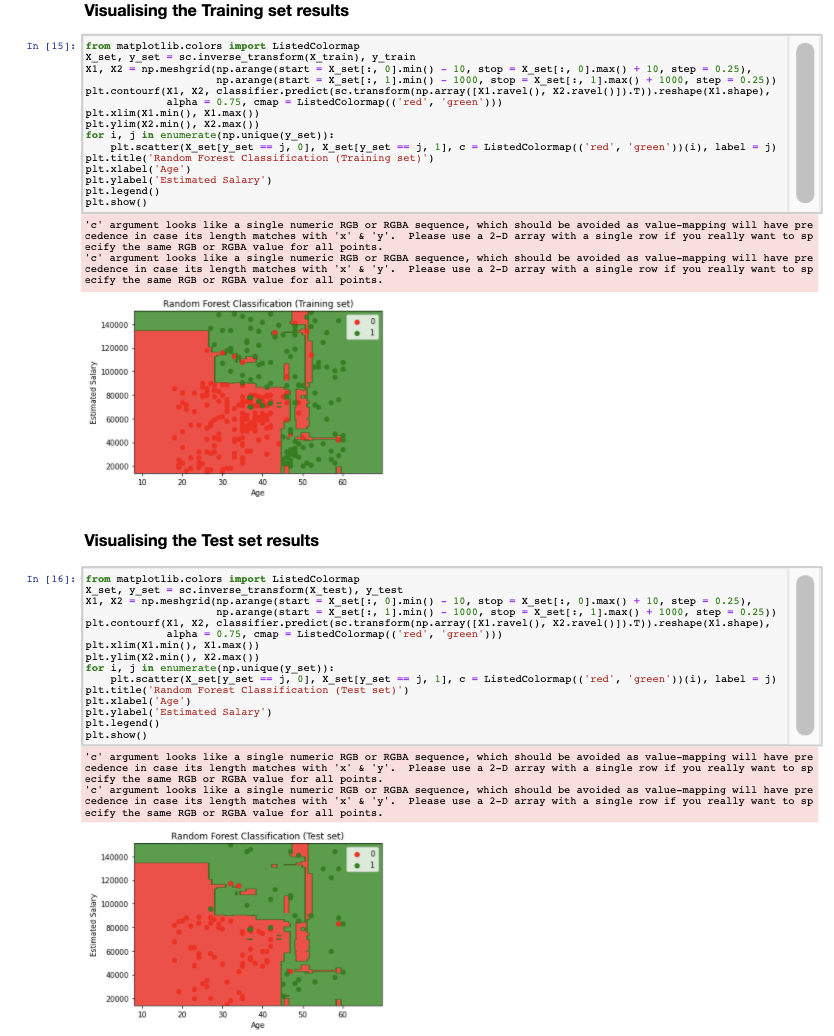 Visualising the Training set results
In [15]:
from matplotlib.colors import ListedColormap
X_set, y_set = sc.inverse_transform(X_train), y_train
X1, X2 = np.meshgrid(np.arange(start = X_set[:, 0].min() - 10, stop = X_set[:, 0].max() + 10, step = 0.25),
                     np.arange(start = X_set[:, 1].min() - 1000, stop = X_set[:, 1].max() + 1000, step = 0.25))
plt.contourf(X1, X2, classifier.predict(sc.transform(np.array([X1.ravel(), X2.ravel()]).T)).reshape(X1.shape),
             alpha = 0.75, cmap = ListedColormap(('red', 'green')))
plt.xlim(X1.min(), X1.max())
plt.ylim(X2.min(), X2.max())
for i, j in enumerate(np.unique(y_set)):
    plt.scatter(X_set[y_set == j, 0], X_set[y_set == j, 1], c = ListedColormap(('red', 'green'))(i), label = j)
plt.title('Random Forest Classification (Training set)')
plt.xlabel('Age')
plt.ylabel('Estimated Salary')
plt.legend()
plt.show()
'c' argument looks like a single numeric RGB or RGBA sequence, which should be avoided as value-mapping will have pre
cedence in case its length matches with 'x' & 'y'.  Please use a 2-D array with a single row if you really want to sp
ecify the same RGB or RGBA value for all points.
'c' argument looks like a single numeric RGB or RGBA sequence, which should be avoided as value-mapping will have pre
cedence in case its length matches with 'x' & 'y'.  Please use a 2-D array with a single row if you really want to sp
ecify the same RGB or RGBA value for all points.
Random Forest Classification (Training set)
0
1
140000
120000
100000
80000
60000
40000
20000
Estimated Salary
10 20 30 40 50 60
Age
Visualising the Test set results
In [16]:
from matplotlib.colors import ListedColormap
X_set, y_set = sc.inverse_transform(X_test), y_test
X1, X2 = np.meshgrid(np.arange(start = X_set[:, 0].min() - 10, stop = X_set[:, 0].max() + 10, step = 0.25),
                     np.arange(start = X_set[:, 1].min() - 1000, stop = X_set[:, 1].max() + 1000, step = 0.25))
plt.contourf(X1, X2, classifier.predict(sc.transform(np.array([X1.ravel(), X2.ravel()]).T)).reshape(X1.shape),
             alpha = 0.75, cmap = ListedColormap(('red', 'green')))
plt.xlim(X1.min(), X1.max())
plt.ylim(X2.min(), X2.max())
for i, j in enumerate(np.unique(y_set)):
    plt.scatter(X_set[y_set == j, 0], X_set[y_set == j, 1], c = ListedColormap(('red', 'green'))(i), label = j)
plt.title('Random Forest Classification (Test set)')
plt.xlabel('Age')
plt.ylabel('Estimated Salary')
plt.legend()
plt.show()
'c' argument looks like a single numeric RGB or RGBA sequence, which should be avoided as value-mapping will have pre
cedence in case its length matches with 'x' & 'y'.  Please use a 2-D array with a single row if you really want to sp
ecify the same RGB or RGBA value for all points.
'c' argument looks like a single numeric RGB or RGBA sequence, which should be avoided as value-mapping will have pre
cedence in case its length matches with 'x' & 'y'.  Please use a 2-D array with a single row if you really want to sp
ecify the same RGB or RGBA value for all points.
Random Forest Classification (Test set)
0
1
140000
120000
100000
80000
60000
40000
20000
Estimated Salary
10 20 30 40 50 60
Age